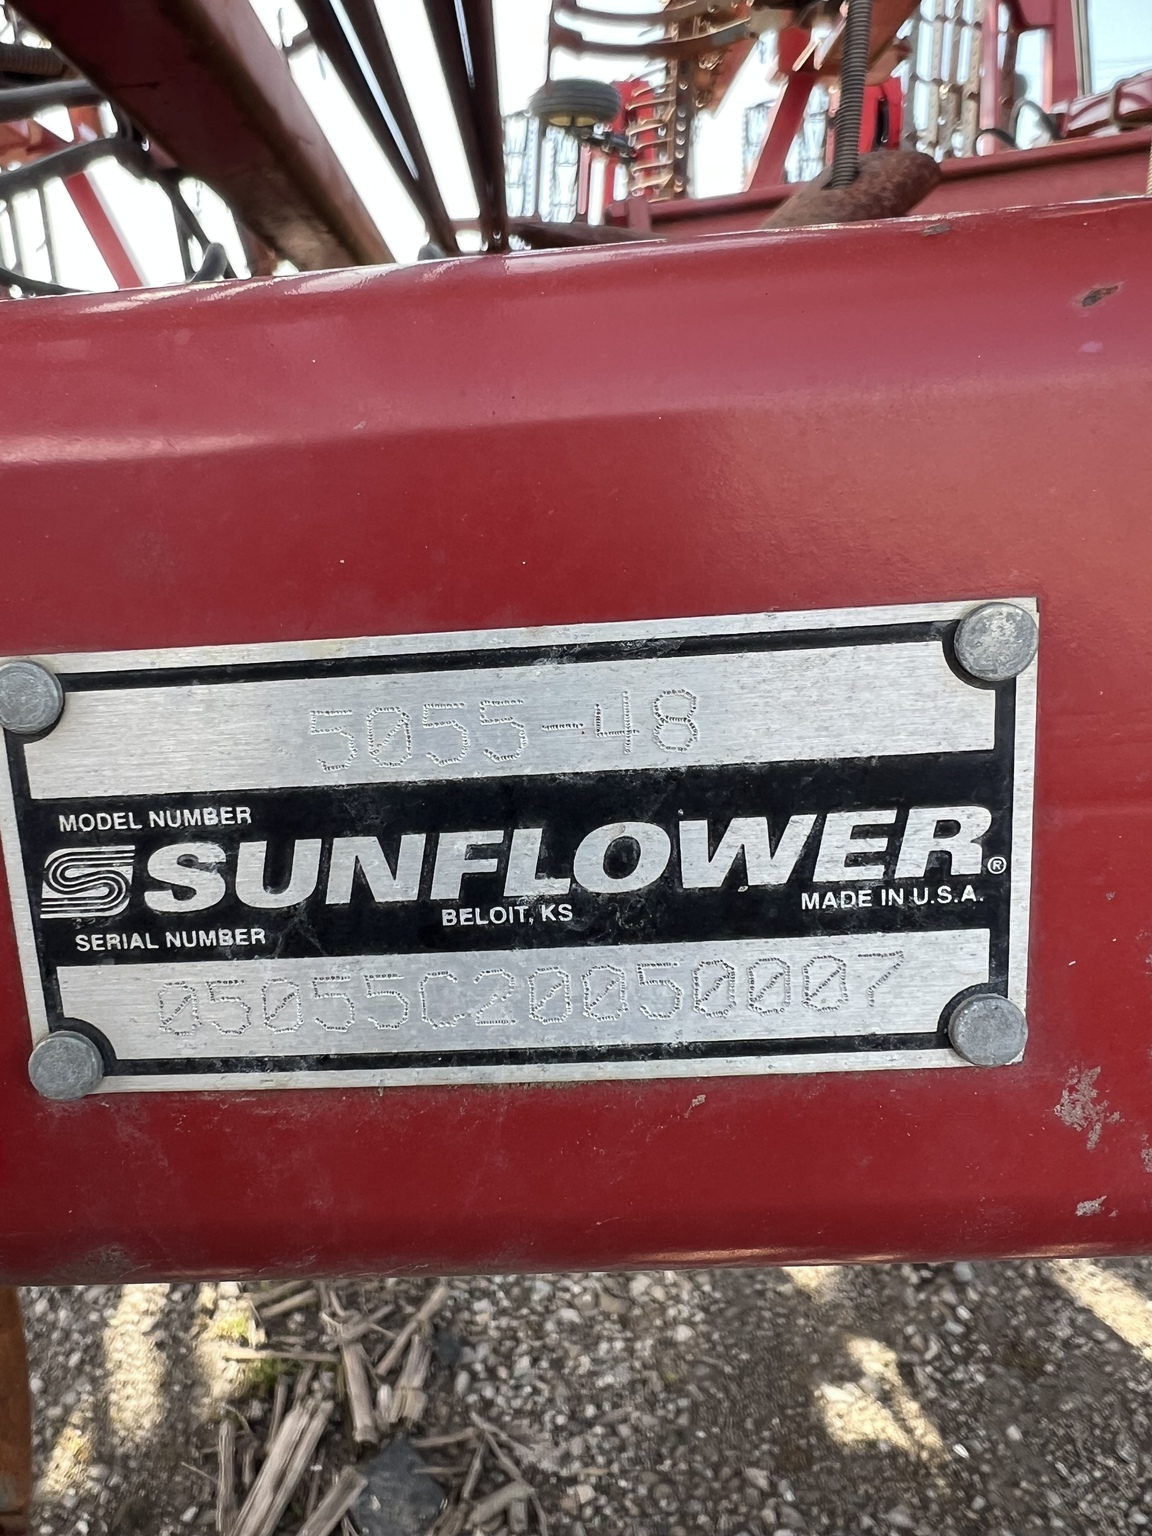 5055-48
MODEL NUMBER
SUNFLOWER®
BELOIT, KS
MADE IN U.S.A.
SERIAL NUMBER
05055C20050007